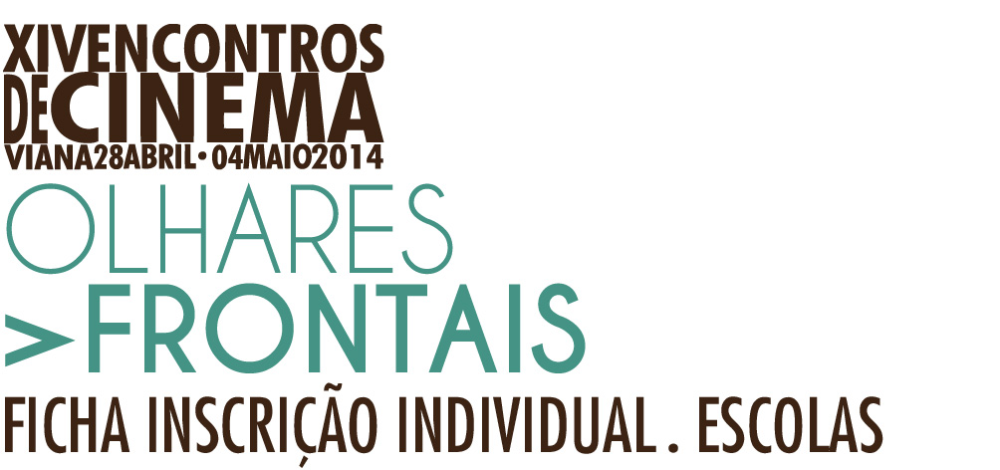 XIVENCONTROS
DECINEMA
VIANA28ABRIL•04MAIO2014
OLHARES
>FRONTAIS
FICHA INSCRIÇÃO INDIVIDUAL. ESCOLAS